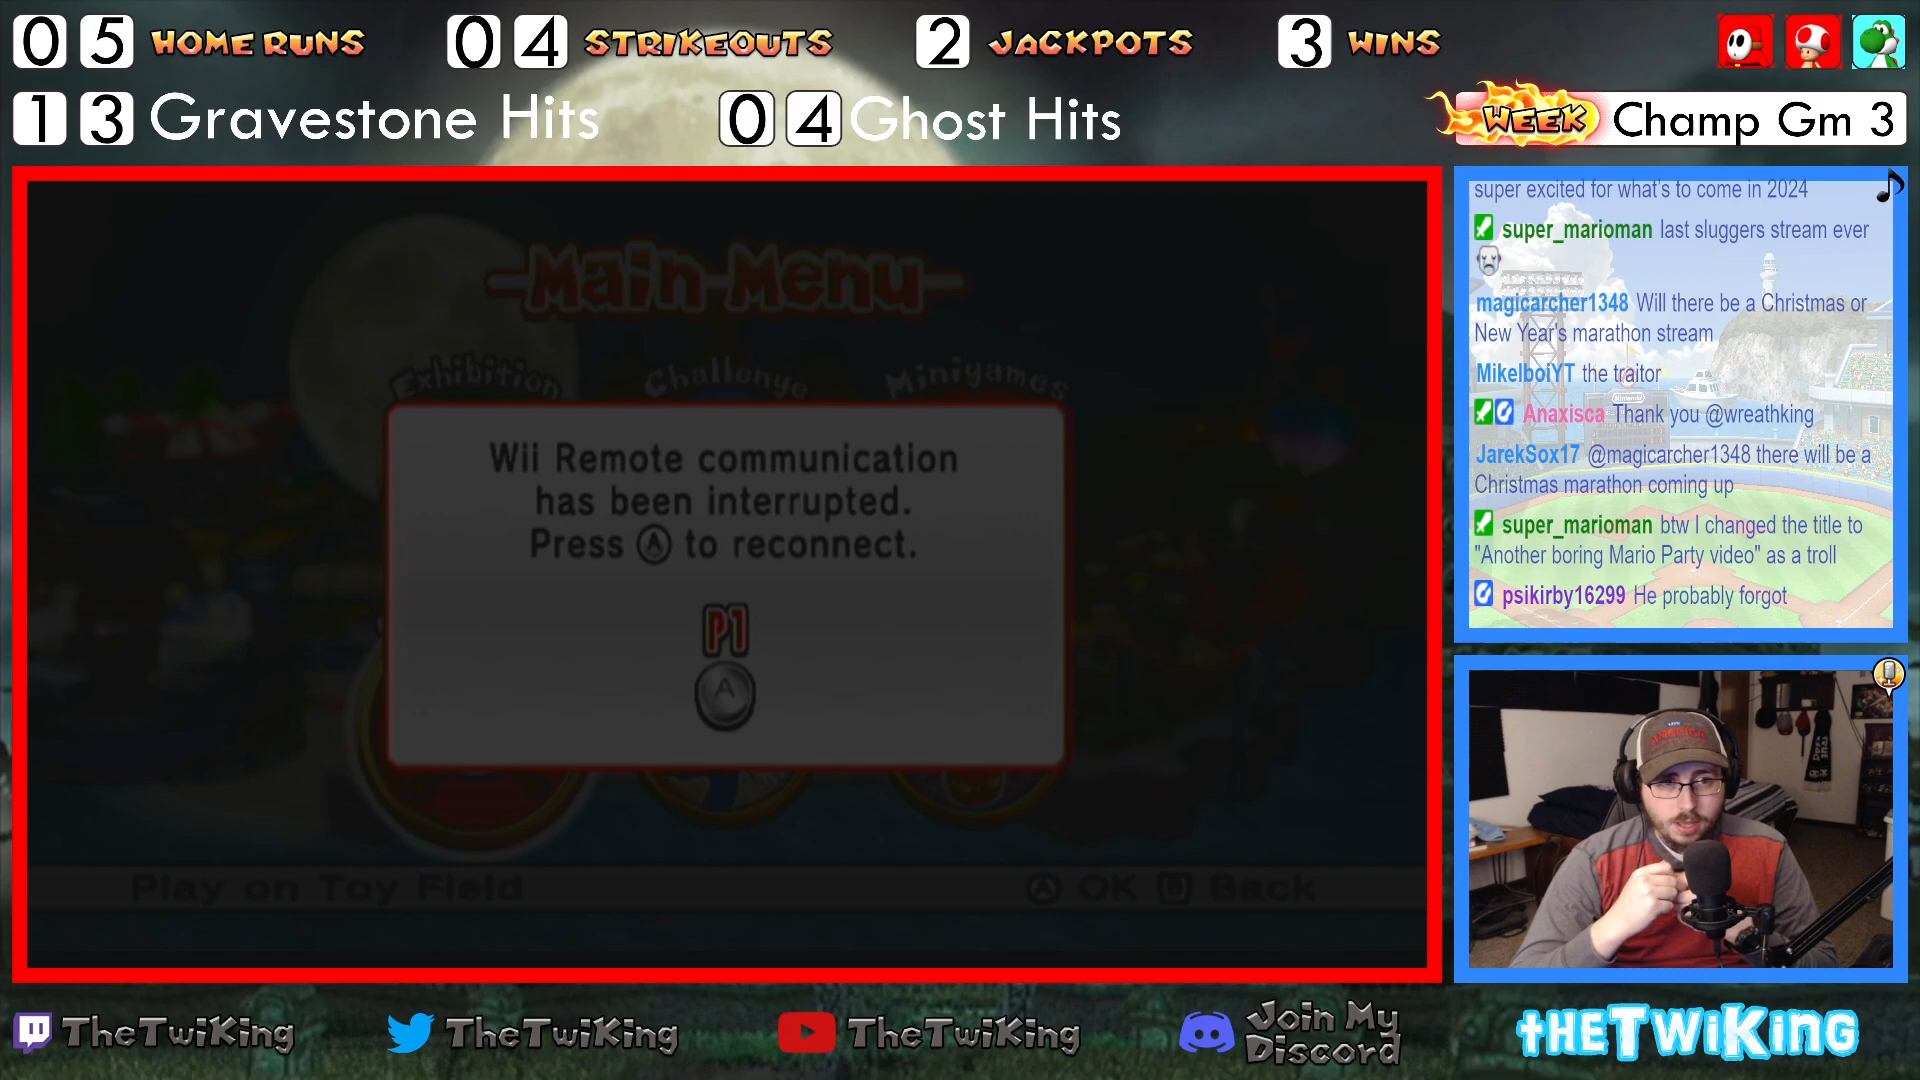 05 HOME RUNS 04 STRIKEOUTS 2 JACKPOTS 3 WINS
13 Gravestone Hits 04 Ghost Hits WEEK Champ Gm 3
-Main Menu-
Exhibition Challenge Minigames
Wii Remote communication
has been interrupted.
Press A to reconnect.
P1
A
Play on Toy Field A OK B Back
super excited for what's to come in 2024
super_marioman last sluggers stream ever
magicarcher1348 Will there be a Christmas or
New Year's marathon stream
MikelboiYT the traitor
Anaxisca Thank you @wreathking
JarekSox17 @magicarcher1348 there will be a
Christmas marathon coming up
super_marioman btw I changed the title to
"Another boring Mario Party video" as a troll
psikirby16299 He probably forgot
TheTwiKing TheTwiKing TheTwiKing Join My
Discord
tHETWiKing